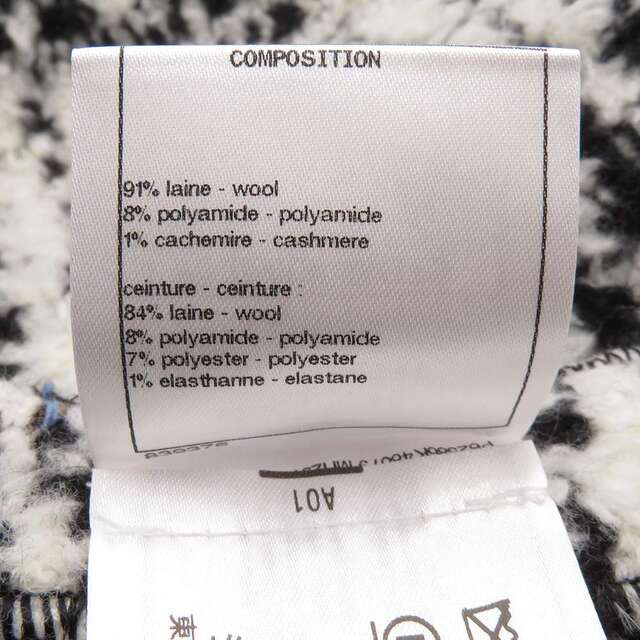 COMPOSITION
91% laine - wool
8% polyamide - polyamide
1% cachemire - cashmere
ceinture - ceinture :
84% laine - wool
8% polyamide - polyamide
7% polyester - polyester
1% elasthanne - elastane
A01
東